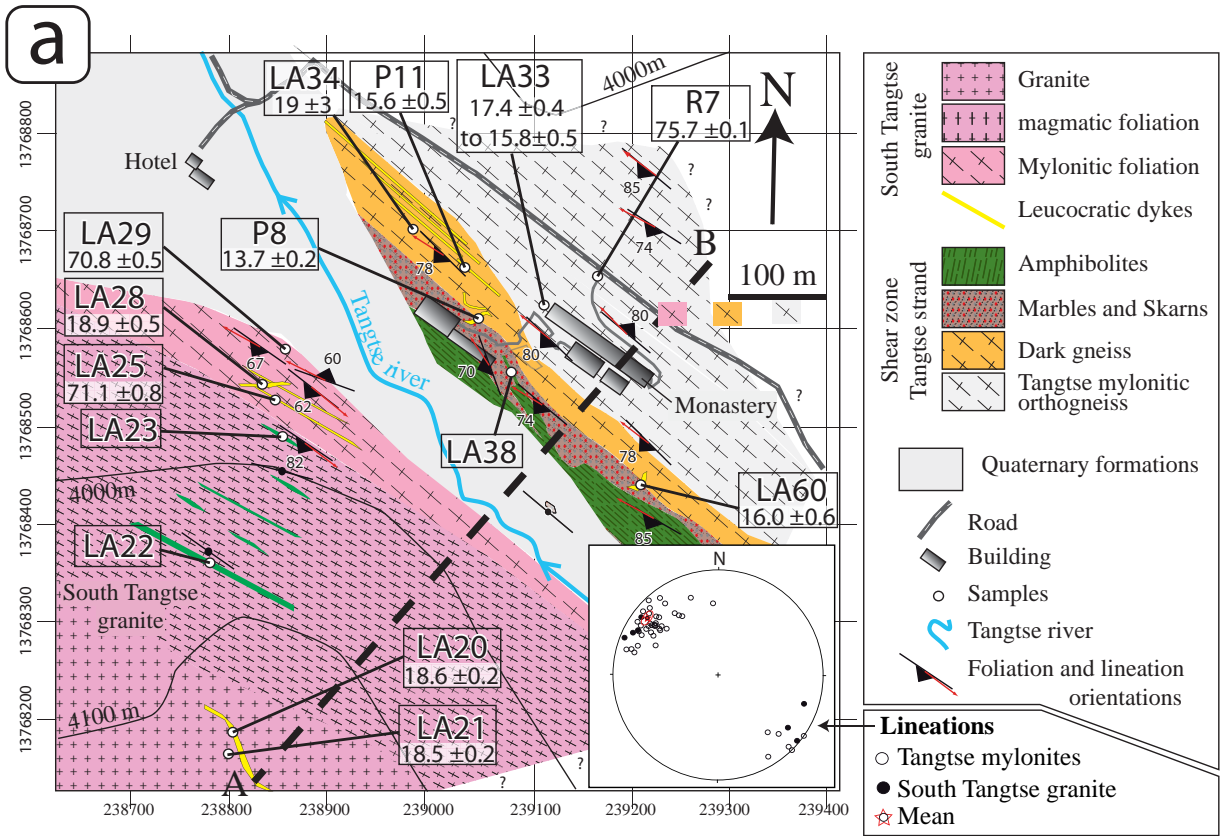 a
LA34
19 ±3
P11
15.6 ±0.5
LA33
17.4 ±0.4
to 15.8±0.5
4000m
R7
75.7 ±0.1
N
Hotel
?
?
?
?
?
?
?
85
74
B
100 m
LA29
70.8 ±0.5
P8
13.7 ±0.2
LA28
18.9 ±0.5
LA25
71.1 ±0.8
LA23
LA22
78
80
80
67
60
62
82
70
74
78
85
Tangtse river
Monastery
LA38
LA60
16.0 ±0.6
4000m
South Tangtse
granite
LA20
18.6 ±0.2
LA21
18.5 ±0.2
4100 m
A
?
?
N
13768800
13768700
13768600
13768500
13768400
13768300
13768200
238700
238800
238900
239000
239100
239200
239300
239400
South Tangtse
granite
Granite
magmatic foliation
Mylonitic foliation
Leucocratic dykes
Shear zone
Tangtse strand
Amphibolites
Marbles and Skarns
Dark gneiss
Tangtse mylonitic
orthogneiss
Quaternary formations
Road
Building
Samples
Tangtse river
Foliation and lineation
orientations
Lineations
Tangtse mylonites
South Tangtse granite
Mean